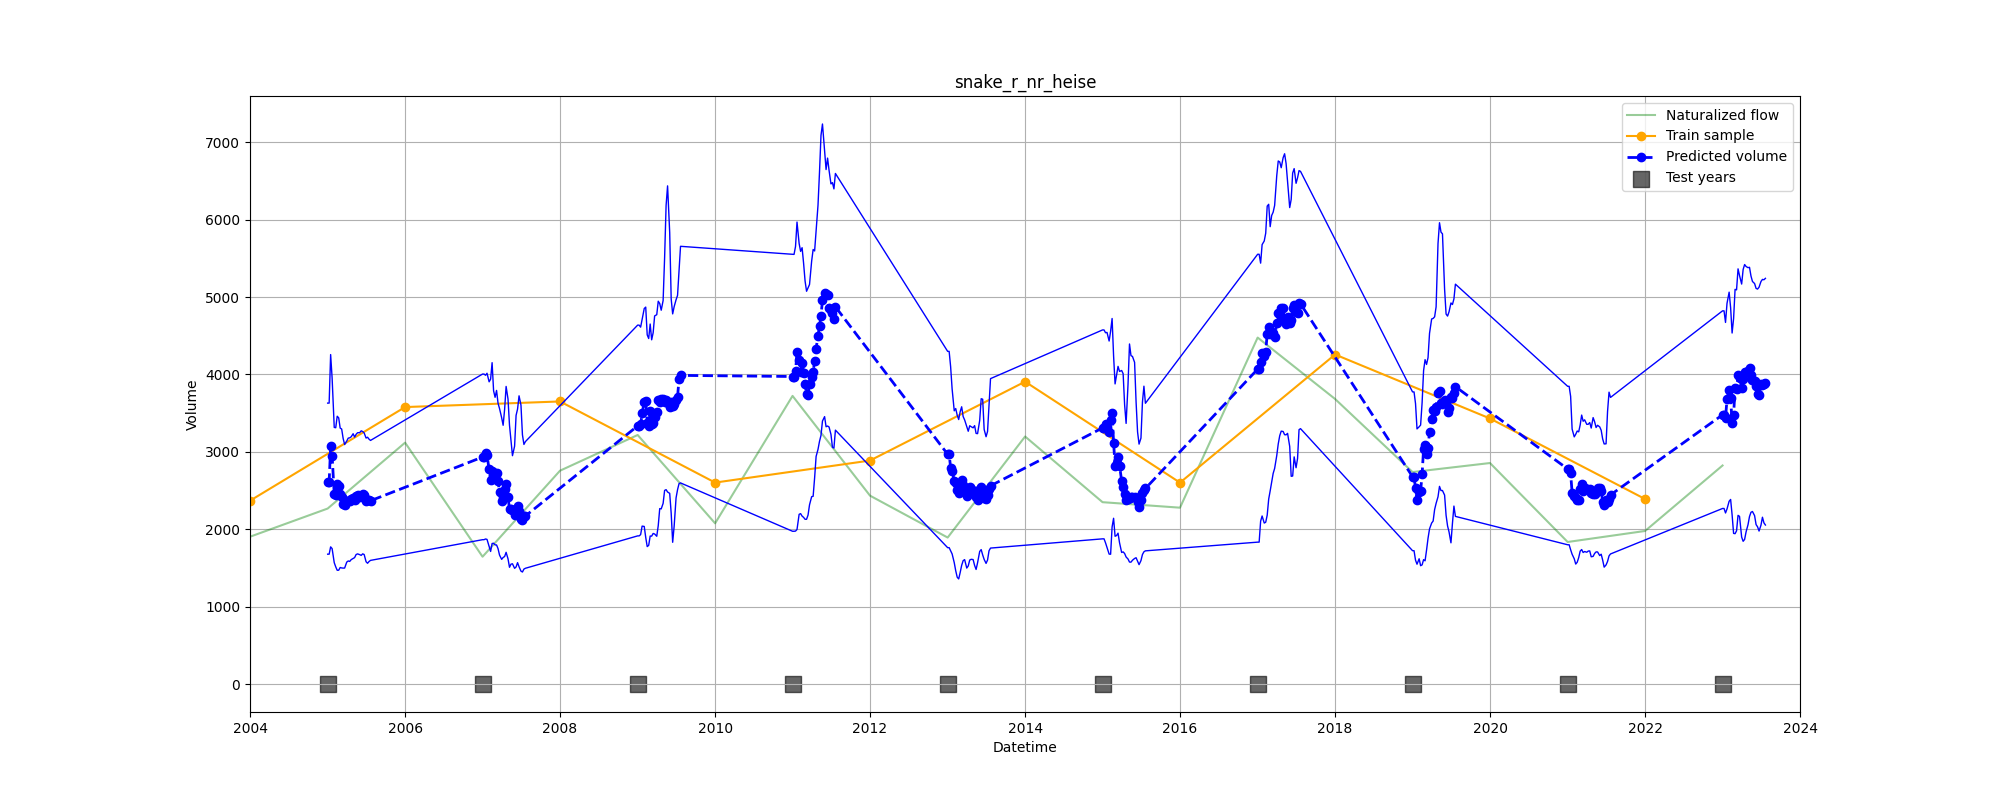 snake_r_nr_heise
Naturalized flow
Train sample
Predicted volume
Test years
Volume
7000
6000
5000
4000
3000
2000
1000
0
2004 2006 2008 2010 2012 2014 2016 2018 2020 2022 2024
Datetime